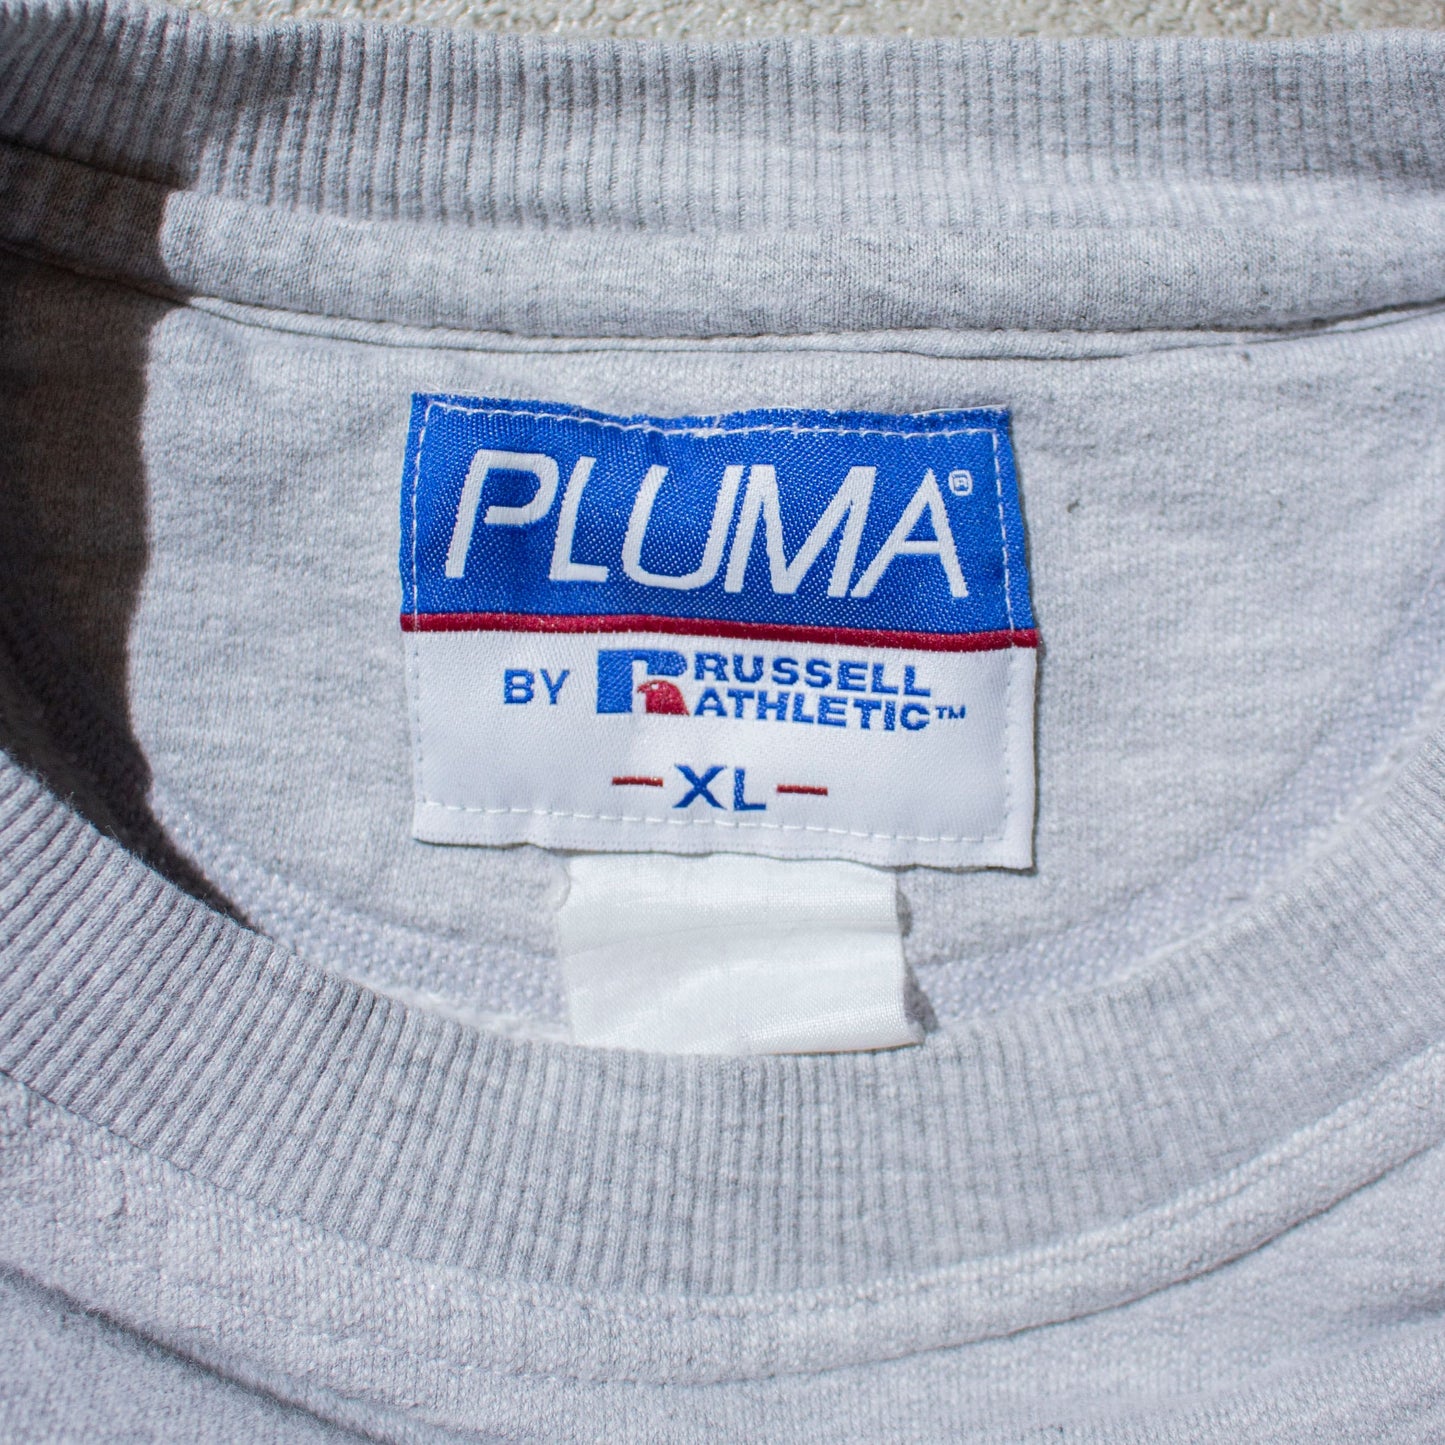 PLUMA®
BY RUSSELL
ATHLETIC™
- XL -